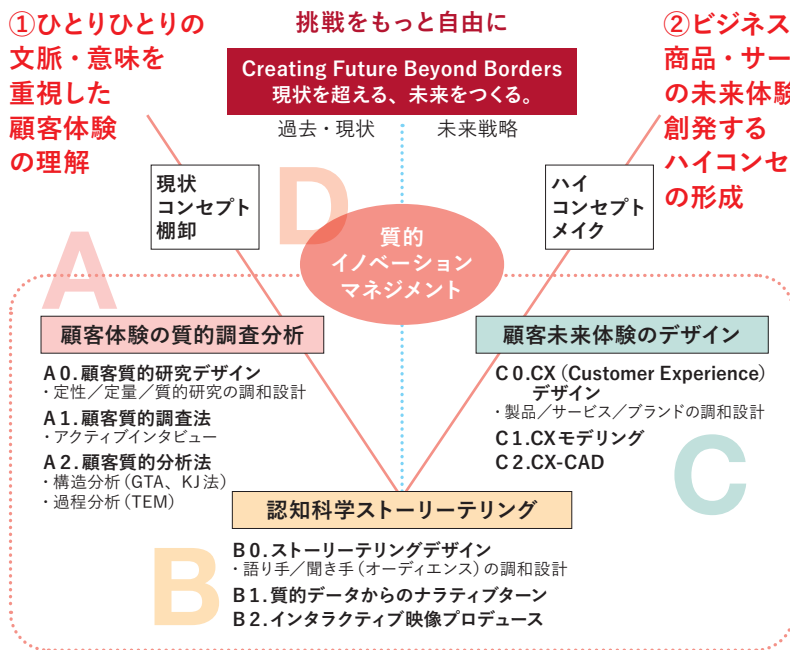 ①ひとりひとりの
文脈・意味を
重視した
顧客体験
の理解
挑戦をもっと自由に
Creating Future Beyond Borders
現状を超える、未来をつくる。
過去・現状
未来戦略
②ビジネス
商品・サー
の未来体験
創発する
ハイコンセ
の形成
現状
コンセプト
棚卸
ハイ
コンセプト
メイク
D
質的
イノベーション
マネジメント
A
顧客体験の質的調査分析
A0.顧客質的研究デザイン
・定性／定量／質的研究の調和設計
A1.顧客質的調査法
・アクティブインタビュー
A2.顧客質的分析法
・構造分析（GTA、KJ法）
・過程分析（TEM）
顧客未来体験のデザイン
C0.CX（Customer Experience）
デザイン
・製品／サービス／ブランドの調和設計
C1.CXモデリング
C2.CX-CAD
C
認知科学ストーリーテリング
B
B0.ストーリーテリングデザイン
・語り手／聞き手（オーディエンス）の調和設計
B1.質的データからのナラティブターン
B2.インタラクティブ映像プロデュース